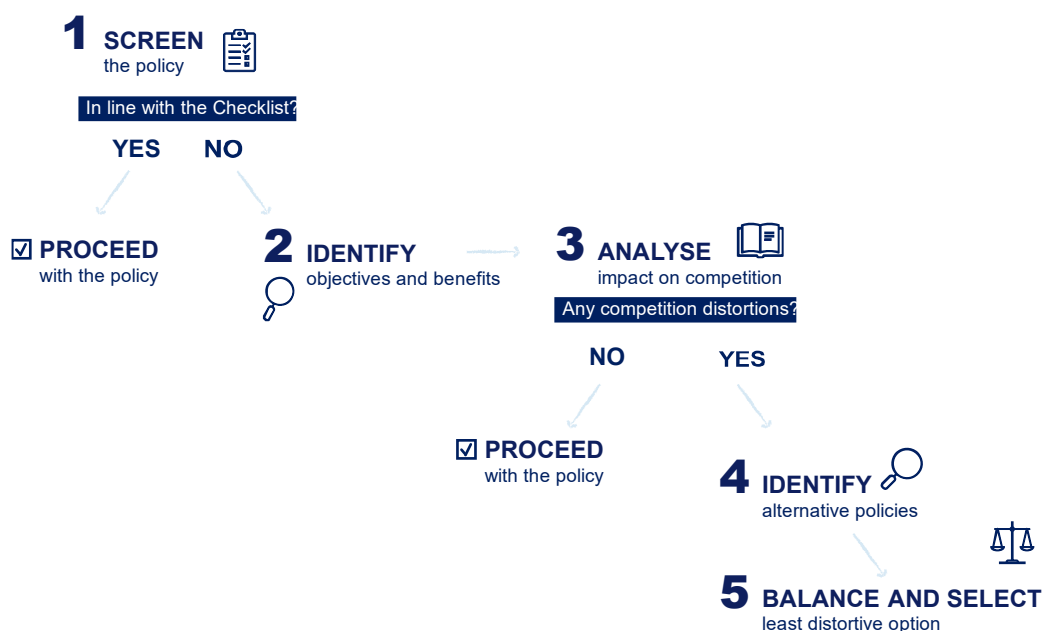 1 SCREEN
the policy
In line with the Checklist?
YES NO
PROCEED
with the policy
2 IDENTIFY
objectives and benefits
3 ANALYSE
impact on competition
Any competition distortions?
NO YES
PROCEED
with the policy
4 IDENTIFY
alternative policies
5 BALANCE AND SELECT
least distortive option